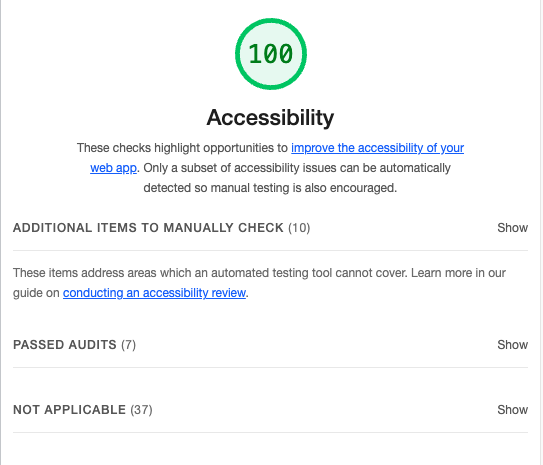 100
Accessibility
These checks highlight opportunities to improve the accessibility of your
web app. Only a subset of accessibility issues can be automatically
detected so manual testing is also encouraged.
ADDITIONAL ITEMS TO MANUALLY CHECK (10) Show
These items address areas which an automated testing tool cannot cover. Learn more in our
guide on conducting an accessibility review.
PASSED AUDITS (7) Show
NOT APPLICABLE (37) Show